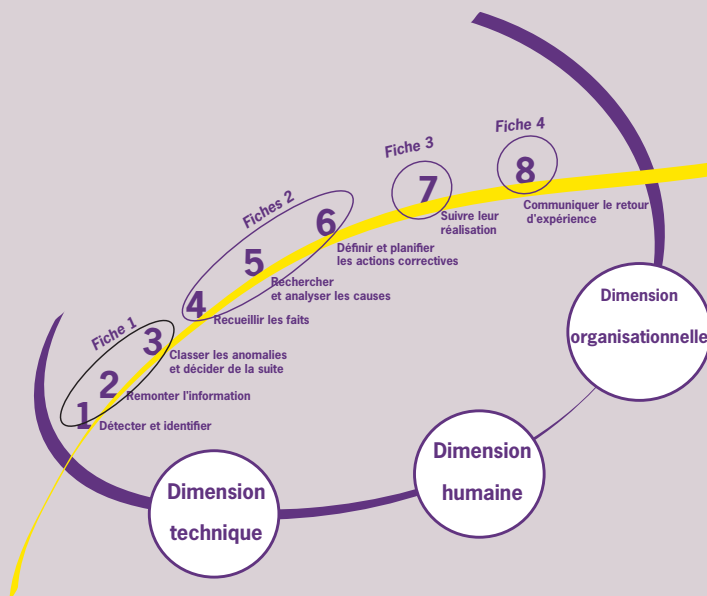 Fiche 1
1
Détecter et identifier
2
Remonter l'information
3
Classer les anomalies
et décider de la suite
Fiches 2
4
Recueillir les faits
5
Rechercher
et analyser les causes
6
Définir et planifier
les actions correctives
Fiche 3
7
Suivre leur
réalisation
Fiche 4
8
Communiquer le retour
d'expérience
Dimension
technique
Dimension
humaine
Dimension
organisationnelle